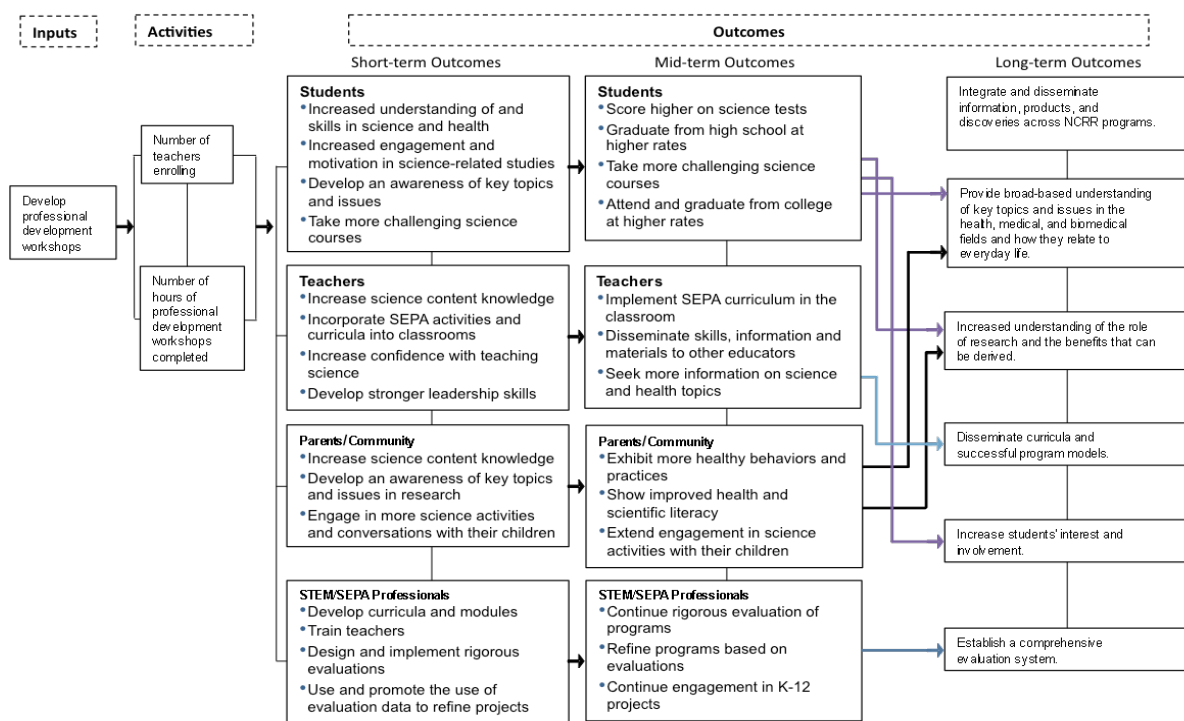 Inputs
Activities
Outcomes
Short-term Outcomes
Mid-term Outcomes
Long-term Outcomes
Develop
professional
development
workshops
Number of
teachers
enrolling
Number of
hours of
professional
development
workshops
completed
Students
•Increased understanding of and
skills in science and health
•Increased engagement and
motivation in science-related studies
•Develop an awareness of key topics
and issues
•Take more challenging science
courses
Teachers
•Increase science content knowledge
•Incorporate SEPA activities and
curricula into classrooms
•Increase confidence with teaching
science
•Develop stronger leadership skills
Parents/Community
•Increase science content knowledge
•Develop an awareness of key topics
and issues in research
•Engage in more science activities
and conversations with their children
STEM/SEPA Professionals
•Develop curricula and modules
•Train teachers
•Design and implement rigorous
evaluations
•Use and promote the use of
evaluation data to refine projects
Students
•Score higher on science tests
•Graduate from high school at
higher rates
•Take more challenging science
courses
•Attend and graduate from college
at higher rates
Teachers
•Implement SEPA curriculum in the
classroom
•Disseminate skills, information and
materials to other educators
•Seek more information on science
and health topics
Parents/Community
•Exhibit more healthy behaviors and
practices
•Show improved health and
scientific literacy
•Extend engagement in science
activities with their children
STEM/SEPA Professionals
•Continue rigorous evaluation of
programs
•Refine programs based on
evaluations
•Continue engagement in K-12
projects
Integrate and disseminate
information, products, and
discoveries across NCRR programs.
Provide broad-based understanding
of key topics and issues in the
health, medical, and biomedical
fields and how they relate to
everyday life.
Increased understanding of the role
of research and the benefits that can
be derived.
Disseminate curricula and
successful program models.
Increase students' interest and
involvement.
Establish a comprehensive
evaluation system.